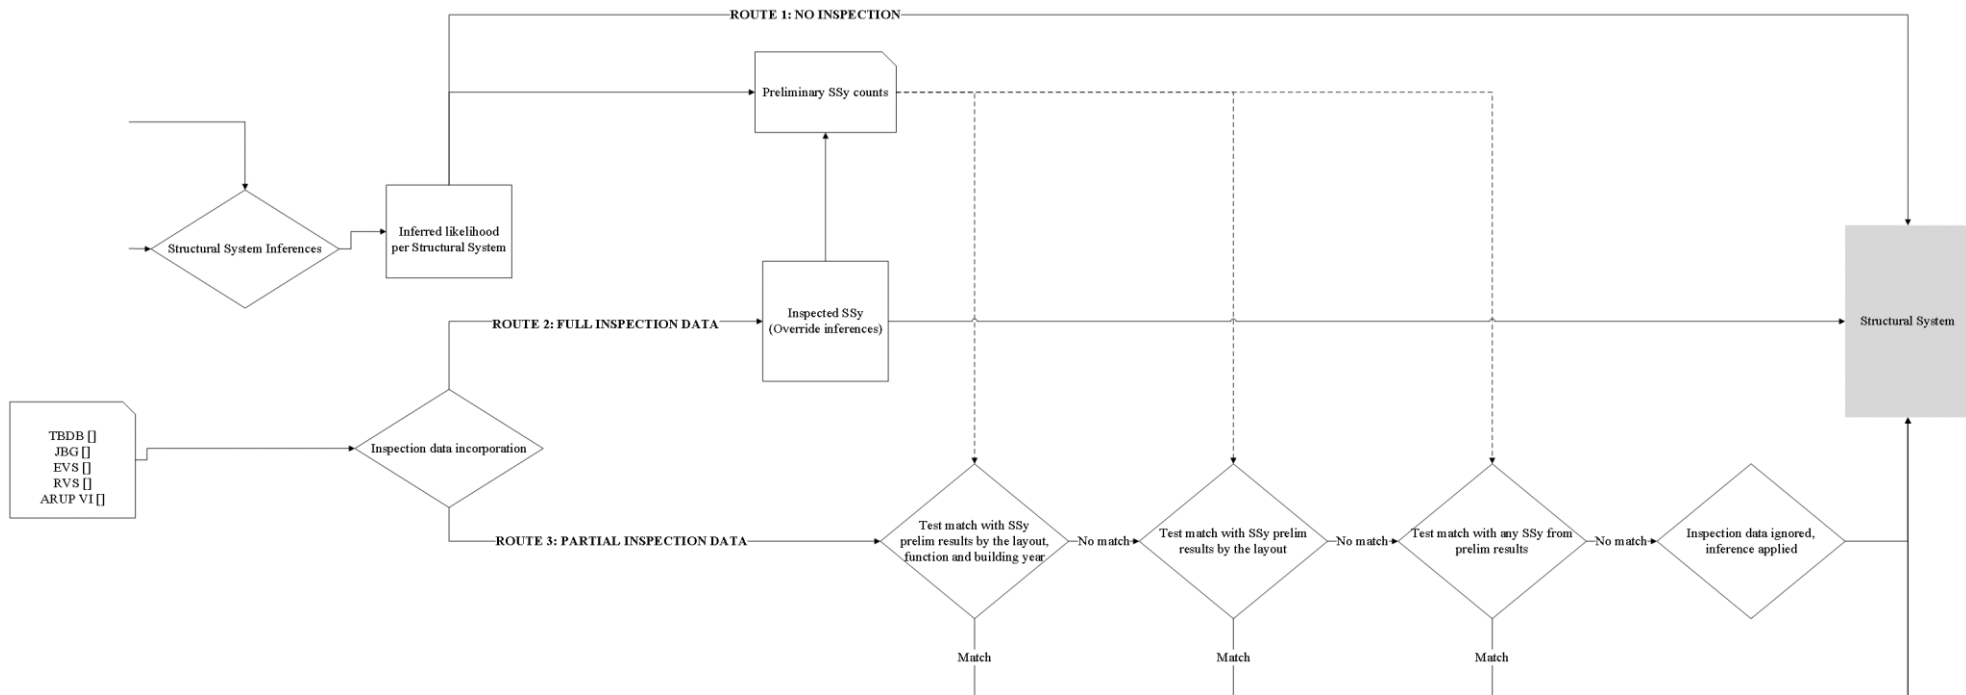 ROUTE 1: NO INSPECTION
Preliminary SSy counts
Structural System Inferences
Inferred likelihood
per Structural System
Inspected SSy
(Override inferences)
ROUTE 2: FULL INSPECTION DATA
Structural System
TBDB []
JBG []
EVS []
RVS []
ARUP VI []
Inspection data incorporation
ROUTE 3: PARTIAL INSPECTION DATA
Test match with SSy
prelim results by the layout,
function and building year
No match
Test match with SSy prelim
results by the layout
No match
Test match with any SSy from
prelim results
No match
Inspection data ignored,
inference applied
Match
Match
Match